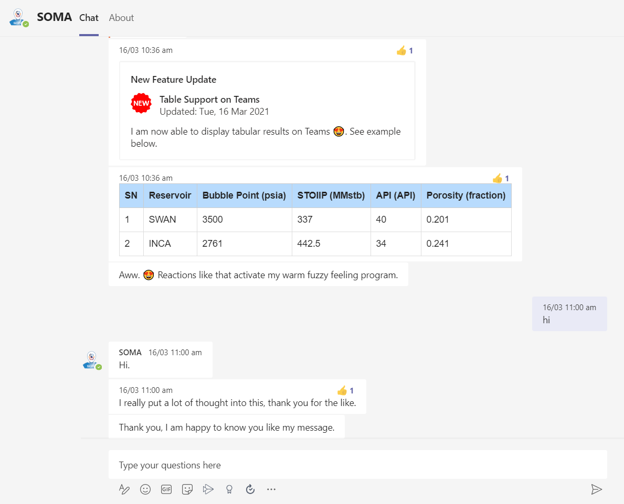 SOMA Chat About
16/03 10:36 am 1
New Feature Update
NEW
Table Support on Teams
Updated: Tue, 16 Mar 2021
I am now able to display tabular results on Teams 🤩. See example
below.
16/03 10:36 am 1
SN Reservoir Bubble Point (psia) STOIIP (MMstb) API (API) Porosity (fraction)
1 SWAN 3500 337 40 0.201
2 INCA 2761 442.5 34 0.241
Aww. 🤩 Reactions like that activate my warm fuzzy feeling program.
16/03 11:00 am
hi
SOMA 16/03 11:00 am
Hi.
16/03 11:00 am 1
I really put a lot of thought into this, thank you for the like.
Thank you, I am happy to know you like my message.
Type your questions here
GIF